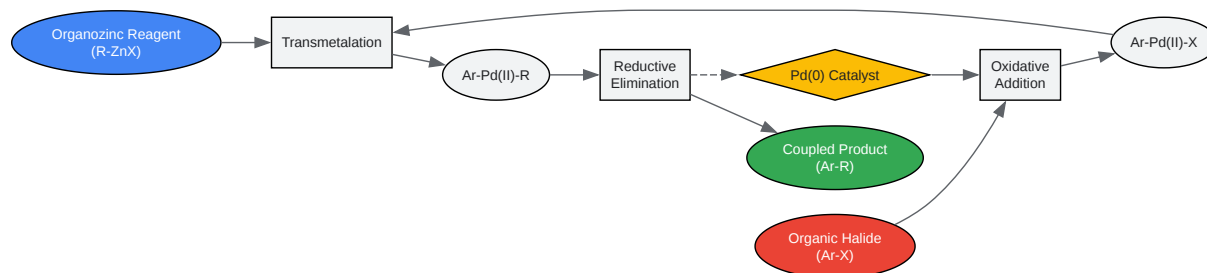 Organozinc Reagent
(R-ZnX)
Transmetalation
Ar-Pd(II)-R
Reductive
Elimination
Pd(0) Catalyst
Oxidative
Addition
Ar-Pd(II)-X
Coupled Product
(Ar-R)
Organic Halide
(Ar-X)